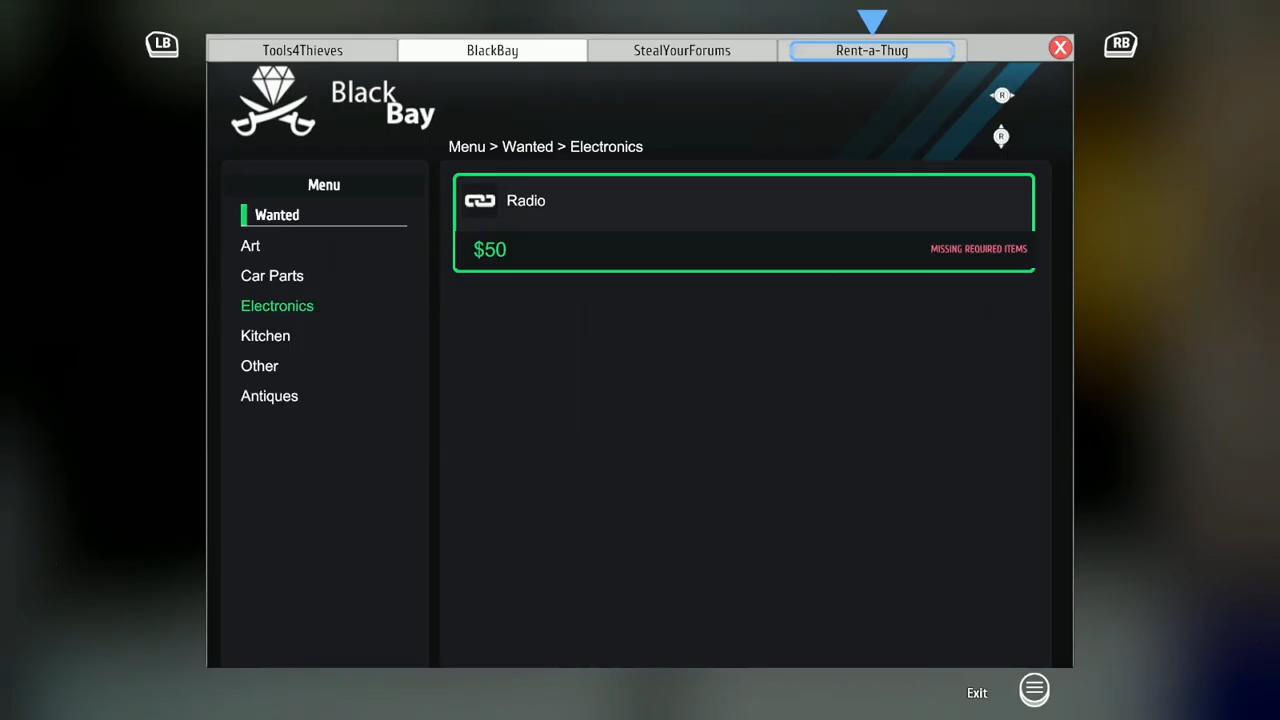 LB
Tools4Thieves
BlackBay
StealYourForums
Rent-a-Thug
X
RB
Black
Bay
R
R
Menu > Wanted > Electronics
Menu
Wanted
Art
Car Parts
Electronics
Kitchen
Other
Antiques
Radio
$50
MISSING REQUIRED ITEMS
Exit